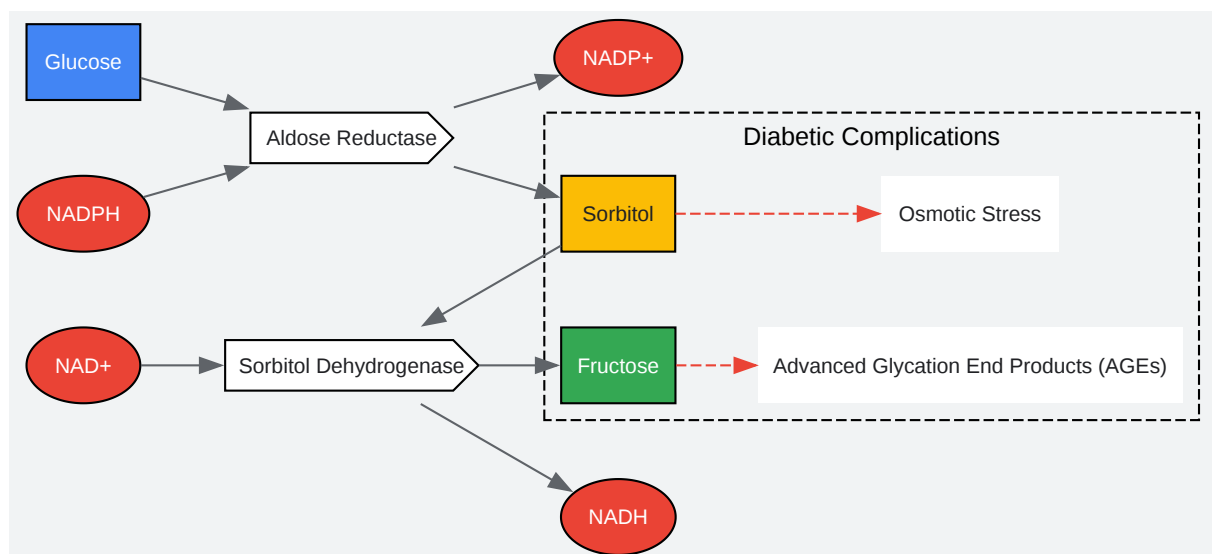 Glucose
NADP+
Aldose Reductase
Diabetic Complications
NADPH
Sorbitol
Osmotic Stress
NAD+
Sorbitol Dehydrogenase
Fructose
Advanced Glycation End Products (AGEs)
NADH